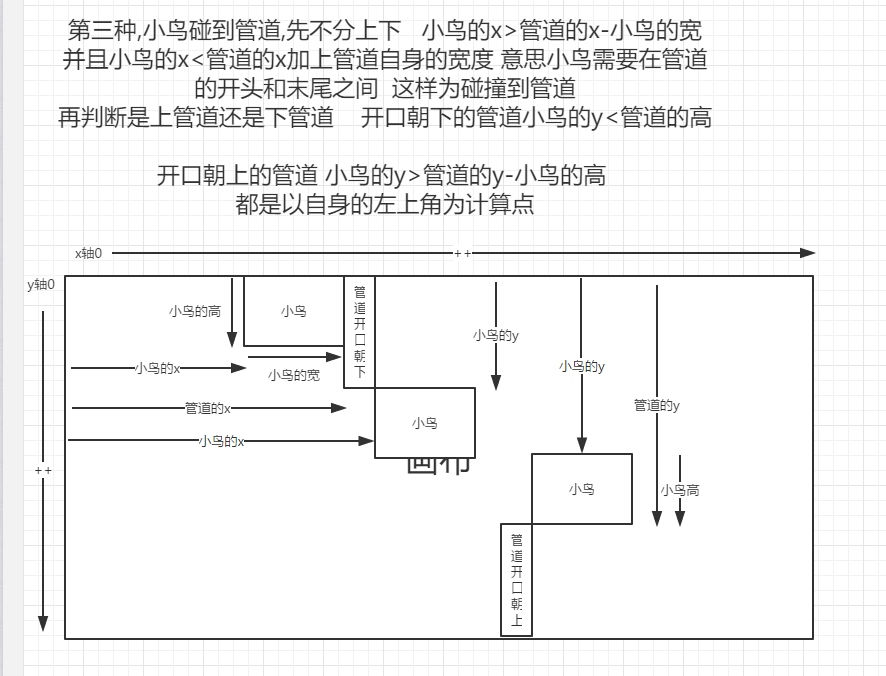 第三种,小鸟碰到管道,先不分上下 小鸟的x>管道的x-小鸟的宽
并且小鸟的x<管道的x加上管道自身的宽度 意思小鸟需要在管道
的开头和末尾之间 这样为碰撞到管道
再判断是上管道还是下管道 开口朝下的管道小鸟的y<管道的高
开口朝上的管道 小鸟的y>管道的y-小鸟的高
都是以自身的左上角为计算点
x轴0
++
y轴0
小鸟的高
小鸟
管道开口朝下
小鸟的y
小鸟的x
小鸟的宽
小鸟的y
管道的x
管道的y
小鸟
小鸟的x
画布
++
小鸟
小鸟高
管道开口朝上